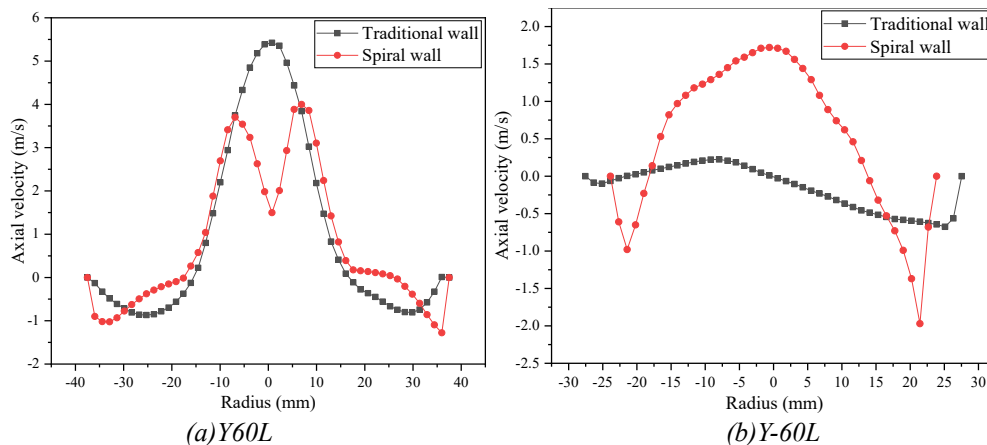 Traditional wall
Spiral wall
Axial velocity (m/s)
6
5
4
3
2
1
0
-1
-2
-40 -30 -20 -10 0 10 20 30 40
Radius (mm)
(a)Y60L
Traditional wall
Spiral wall
Axial velocity (m/s)
2.0
1.5
1.0
0.5
0.0
-0.5
-1.0
-1.5
-2.0
-2.5
-30 -25 -20 -15 -10 -5 0 5 10 15 20 25 30
Radius (mm)
(b)Y-60L